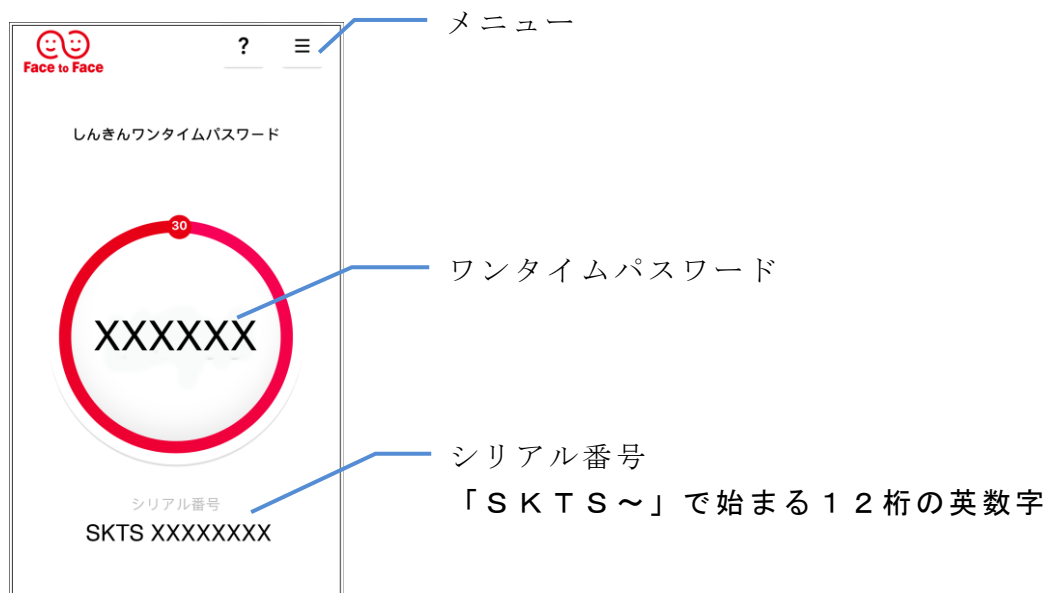 メニュー
Face to Face
?
≡
しんきんワンタイムパスワード
30
ワンタイムパスワード
XXXXXX
シリアル番号
「ＳＫＴＳ～」で始まる１２桁の英数字
シリアル番号
SKTS XXXXXXXX